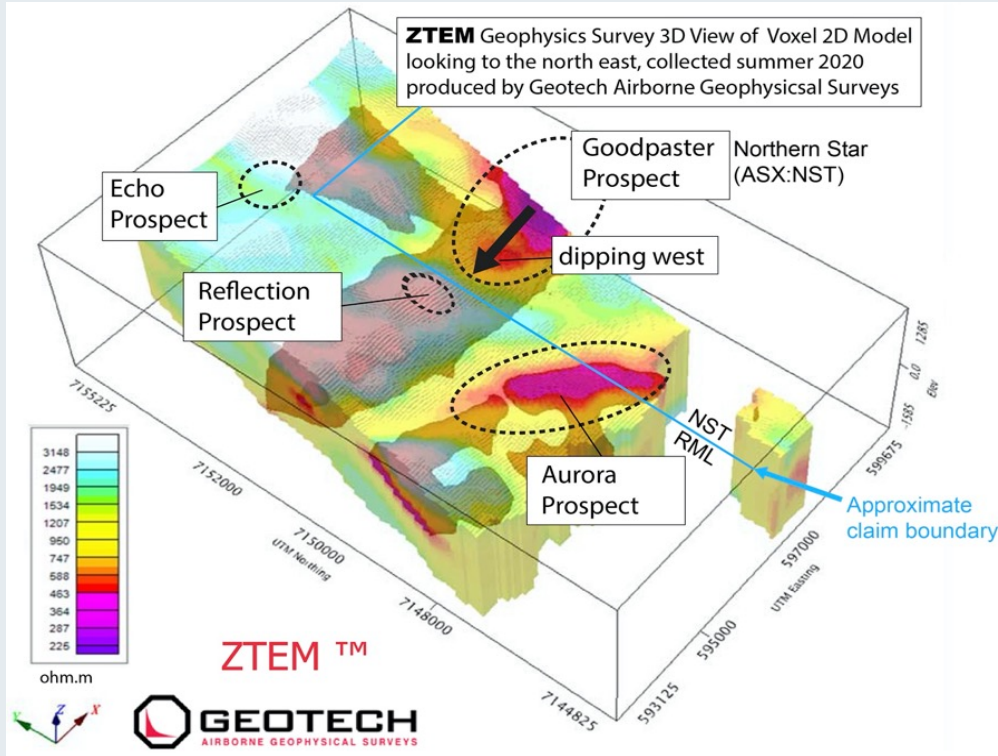 ZTEM Geophysics Survey 3D View of Voxel 2D Model
looking to the north east, collected summer 2020
produced by Geotech Airborne Geophysicsal Surveys
Goodpaster
Prospect
Northern Star
(ASX:NST)
Echo
Prospect
dipping west
Reflection
Prospect
Aurora
Prospect
NST
RML
Approximate
claim boundary
1285
0.0
-1585
Elev
599675
597000
595000
593125
UTM Easting
7155225
7152000
7150000
7148000
7144825
UTM Northing
3148
2477
1949
1534
1207
950
747
588
463
364
287
225
ohm.m
Y
Z
X
ZTEM ™
GEOTECH
AIRBORNE GEOPHYSICAL SURVEYS